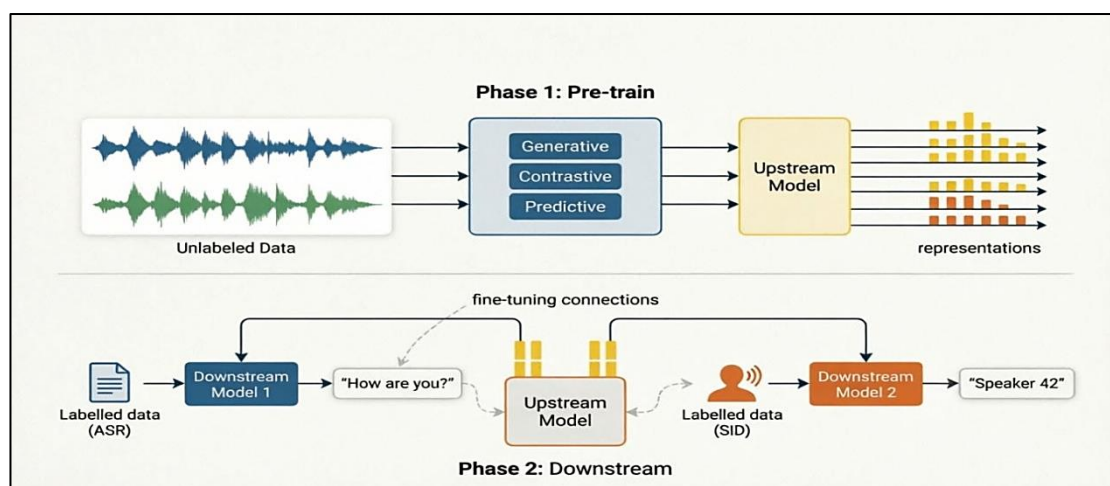 Phase 1: Pre-train
Generative
Contrastive
Predictive
Upstream
Model
Unlabeled Data
representations
fine-tuning connections
Downstream
Model 1
"How are you?"
Upstream
Model
Downstream
Model 2
"Speaker 42"
Labelled data
(ASR)
Labelled data
(SID)
Phase 2: Downstream